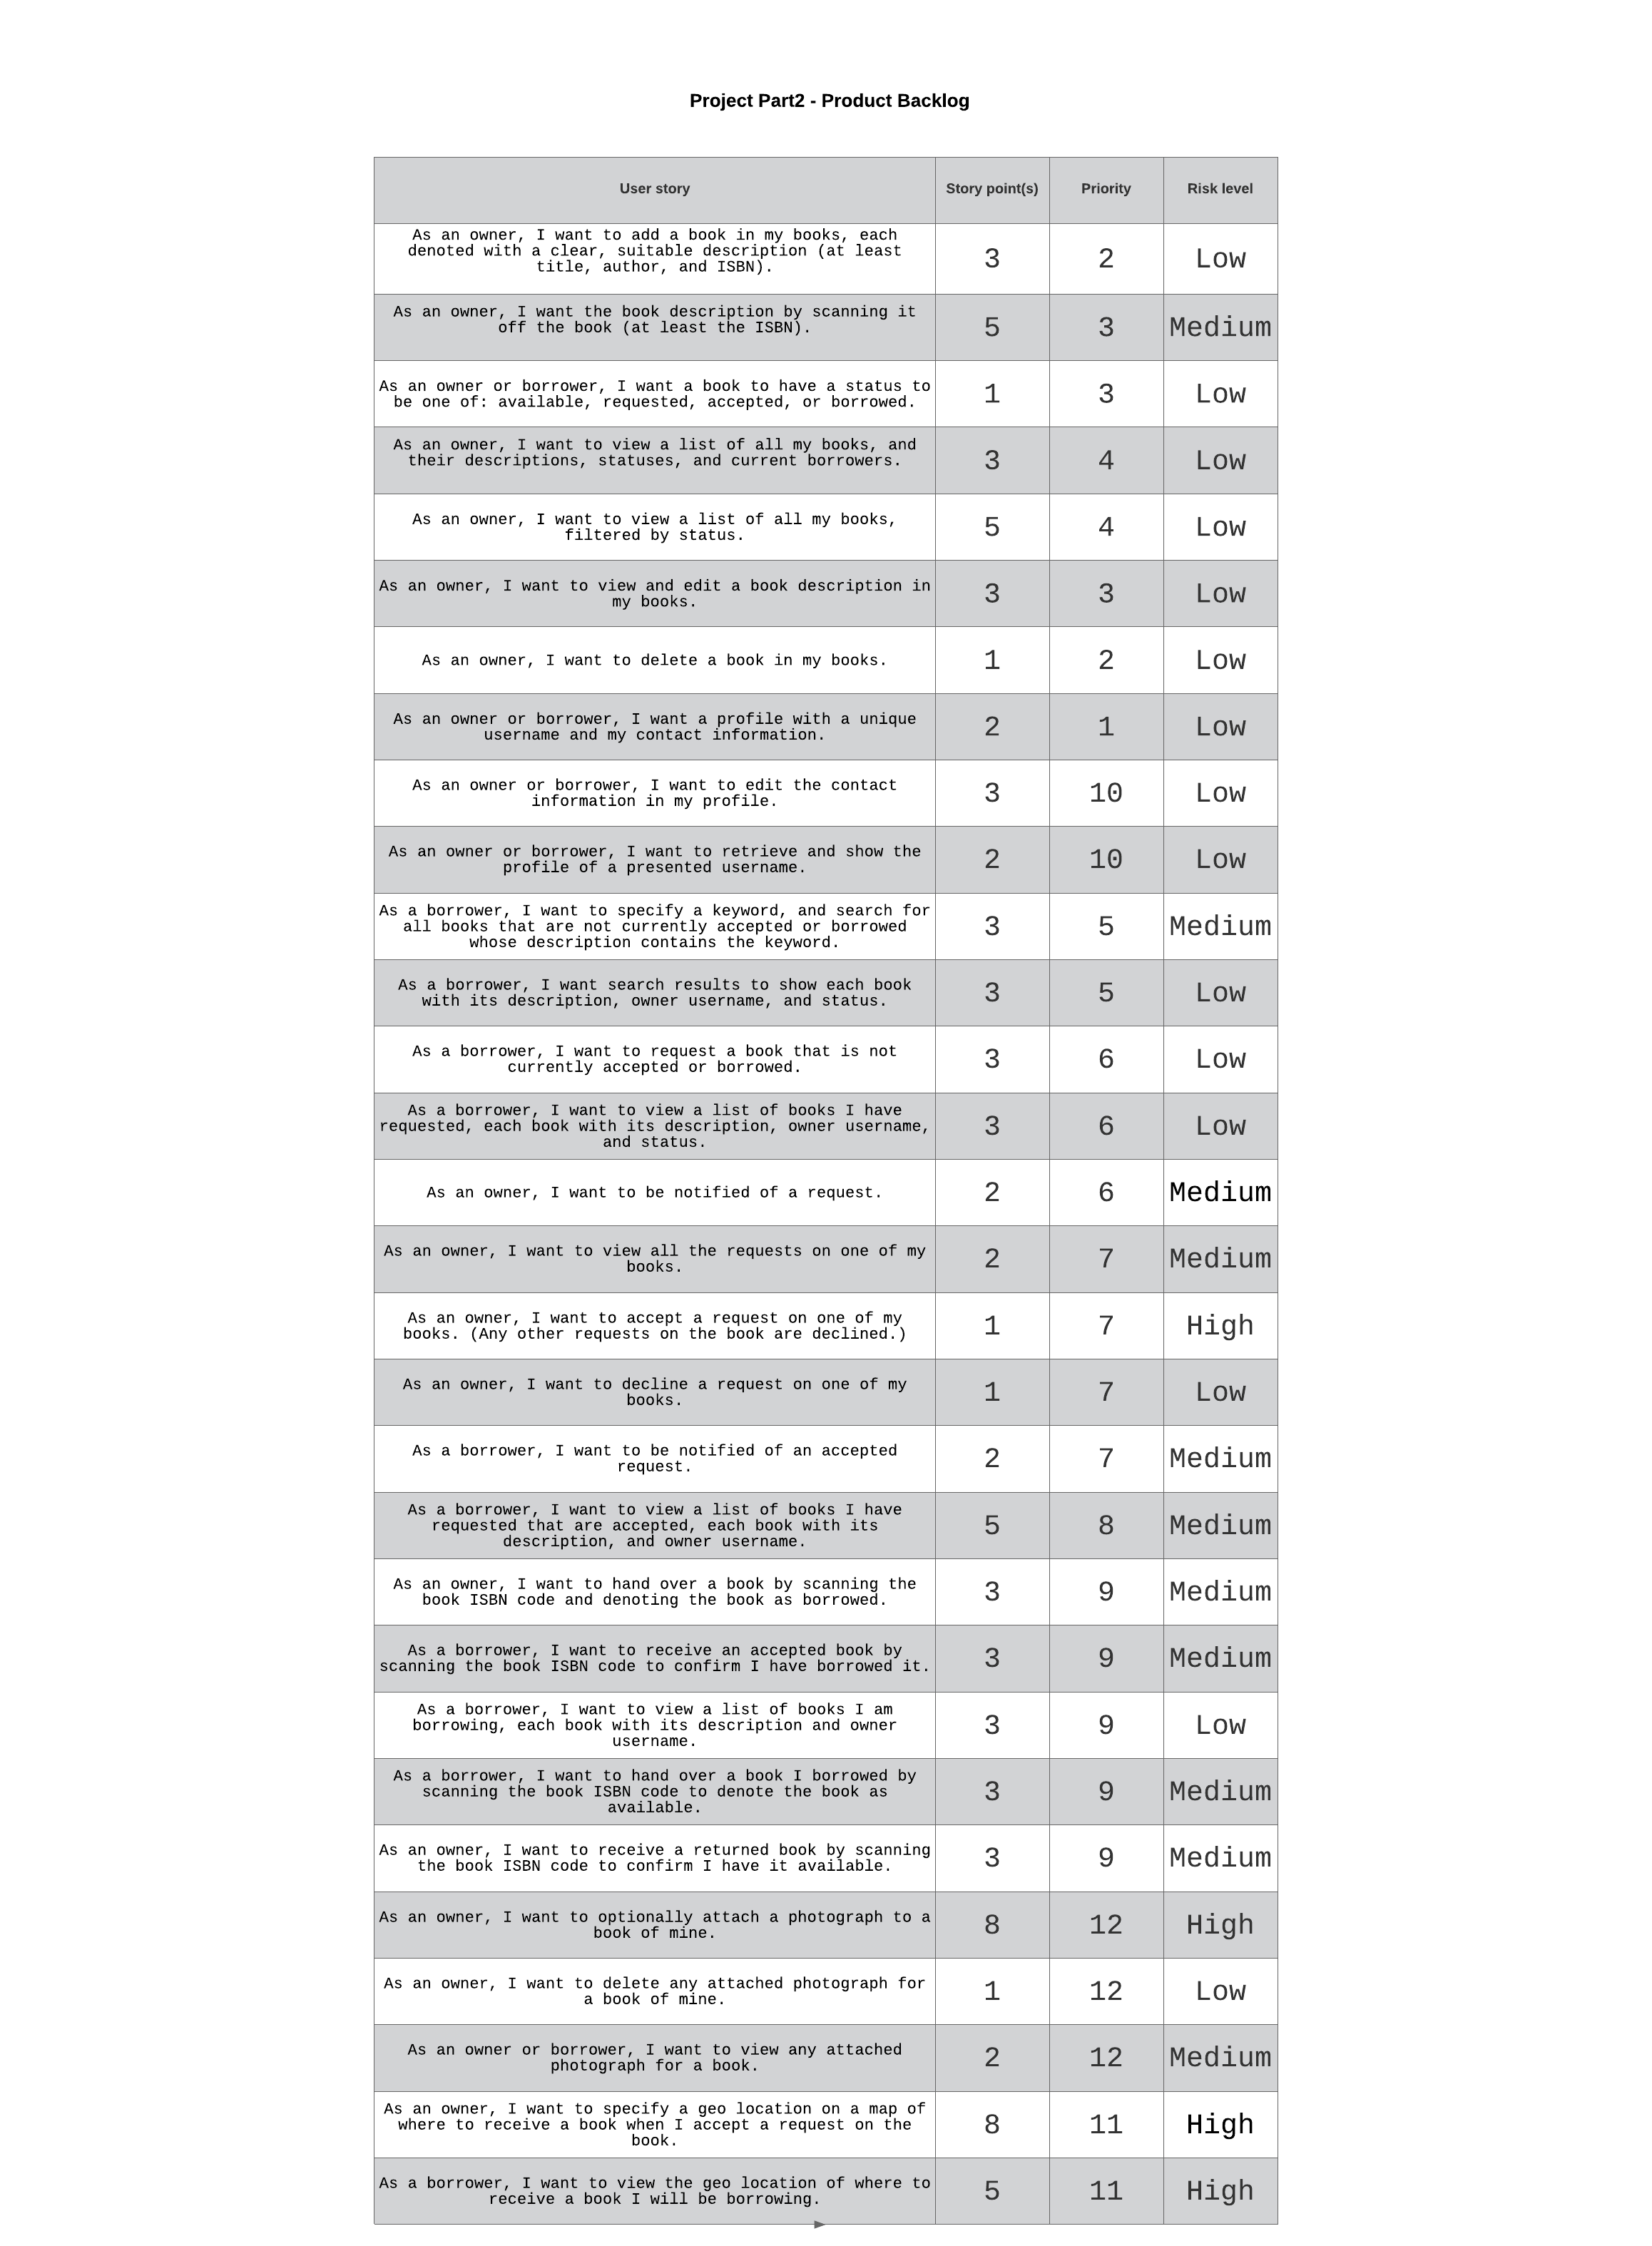 Project Part2 - Product Backlog
User story Story point(s) Priority Risk level
As an owner, I want to add a book in my books, each
denoted with a clear, suitable description (at least
title, author, and ISBN).
3 2 Low
As an owner, I want the book description by scanning it
off the book (at least the ISBN).
5 3 Medium
As an owner or borrower, I want a book to have a status to
be one of: available, requested, accepted, or borrowed.
1 3 Low
As an owner, I want to view a list of all my books, and
their descriptions, statuses, and current borrowers.
3 4 Low
As an owner, I want to view a list of all my books,
filtered by status.
5 4 Low
As an owner, I want to view and edit a book description in
my books.
3 3 Low
As an owner, I want to delete a book in my books.
1 2 Low
As an owner or borrower, I want a profile with a unique
username and my contact information.
2 1 Low
As an owner or borrower, I want to edit the contact
information in my profile.
3 10 Low
As an owner or borrower, I want to retrieve and show the
profile of a presented username.
2 10 Low
As a borrower, I want to specify a keyword, and search for
all books that are not currently accepted or borrowed
whose description contains the keyword.
3 5 Medium
As a borrower, I want search results to show each book
with its description, owner username, and status.
3 5 Low
As a borrower, I want to request a book that is not
currently accepted or borrowed.
3 6 Low
As a borrower, I want to view a list of books I have
requested, each book with its description, owner username,
and status.
3 6 Low
As an owner, I want to be notified of a request.
2 6 Medium
As an owner, I want to view all the requests on one of my
books.
2 7 Medium
As an owner, I want to accept a request on one of my
books. (Any other requests on the book are declined.)
1 7 High
As an owner, I want to decline a request on one of my
books.
1 7 Low
As a borrower, I want to be notified of an accepted
request.
2 7 Medium
As a borrower, I want to view a list of books I have
requested that are accepted, each book with its
description, and owner username.
5 8 Medium
As an owner, I want to hand over a book by scanning the
book ISBN code and denoting the book as borrowed.
3 9 Medium
As a borrower, I want to receive an accepted book by
scanning the book ISBN code to confirm I have borrowed it.
3 9 Medium
As a borrower, I want to view a list of books I am
borrowing, each book with its description and owner
username.
3 9 Low
As a borrower, I want to hand over a book I borrowed by
scanning the book ISBN code to denote the book as
available.
3 9 Medium
As an owner, I want to receive a returned book by scanning
the book ISBN code to confirm I have it available.
3 9 Medium
As an owner, I want to optionally attach a photograph to a
book of mine.
8 12 High
As an owner, I want to delete any attached photograph for
a book of mine.
1 12 Low
As an owner or borrower, I want to view any attached
photograph for a book.
2 12 Medium
As an owner, I want to specify a geo location on a map of
where to receive a book when I accept a request on the
book.
8 11 High
As a borrower, I want to view the geo location of where to
receive a book I will be borrowing.
5 11 High